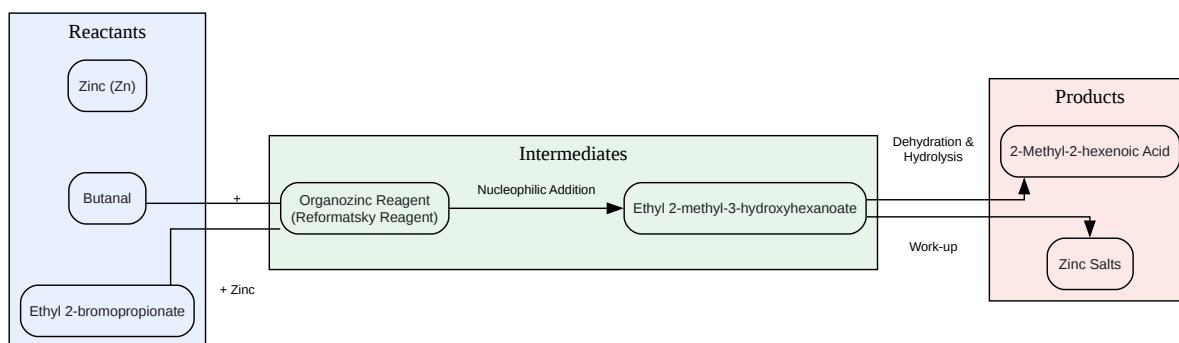 Reactants
Zinc (Zn)
Butanal
Ethyl 2-bromopropionate
+
+ Zinc
Intermediates
Organozinc Reagent
(Reformatsky Reagent)
Nucleophilic Addition
Ethyl 2-methyl-3-hydroxyhexanoate
Dehydration &
Hydrolysis
Work-up
Products
2-Methyl-2-hexenoic Acid
Zinc Salts